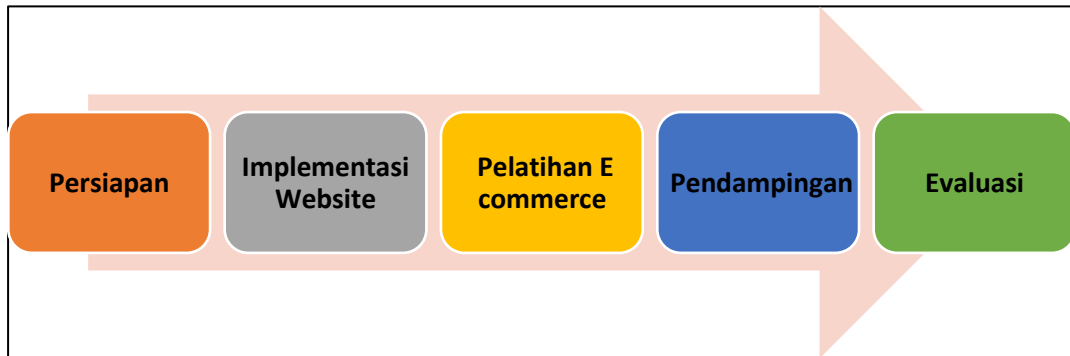 Persiapan
Implementasi
Website
Pelatihan E
commerce
Pendampingan
Evaluasi